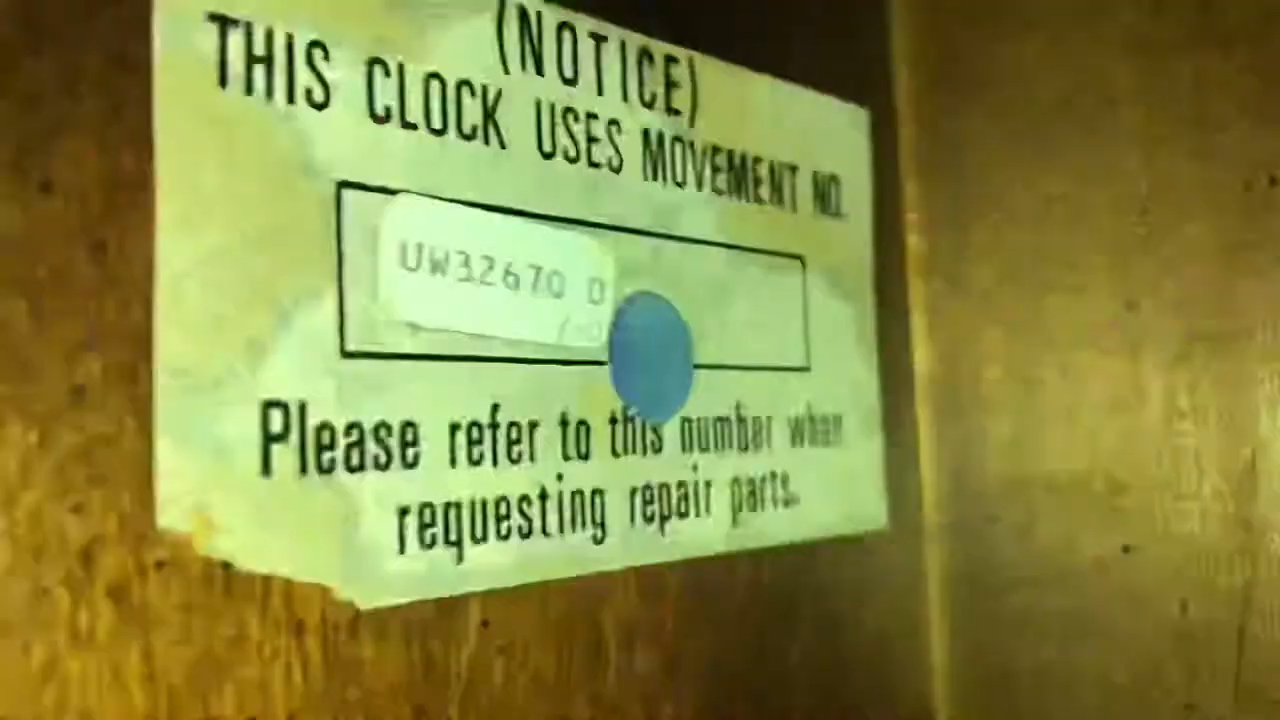 (NOTICE)
THIS CLOCK USES MOVEMENT NO.
UW32670 D
Please refer to this number when
requesting repair parts.